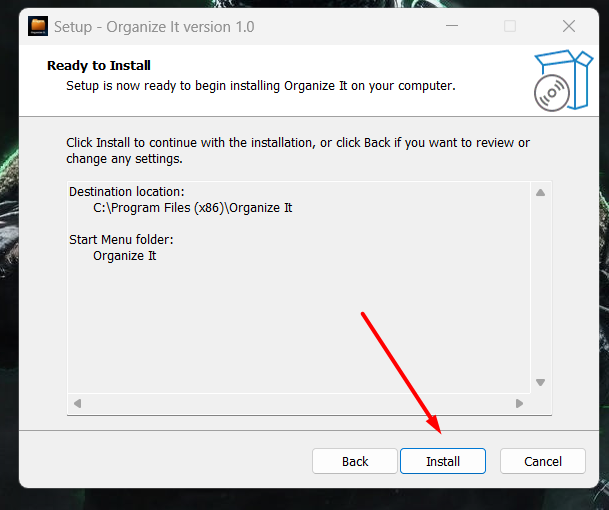 Setup - Organize It version 1.0
Ready to Install
Setup is now ready to begin installing Organize It on your computer.
Click Install to continue with the installation, or click Back if you want to review or
change any settings.
Destination location:
C:\Program Files (x86)\Organize It
Start Menu folder:
Organize It
Back
Install
Cancel